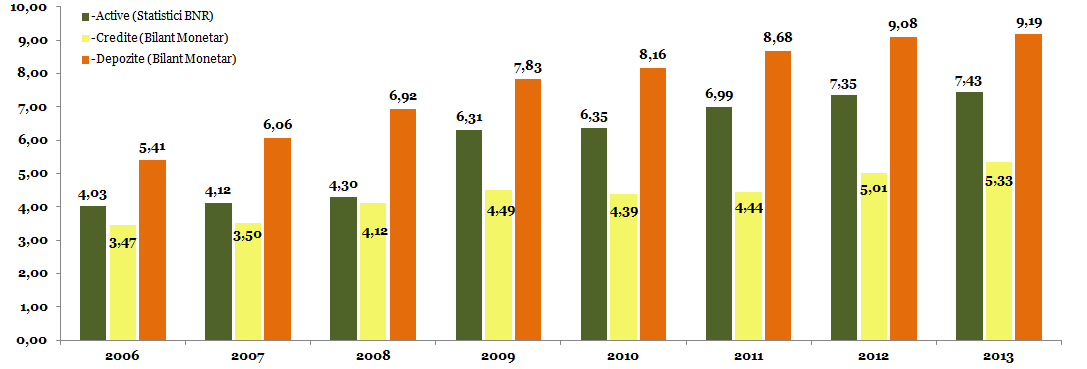 10,00
9,00
8,00
7,00
6,00
5,00
4,00
3,00
2,00
1,00
0,00
-Active (Statistici BNR)
-Credite (Bilant Monetar)
-Depozite (Bilant Monetar)
4,03 3,47 5,41
4,12 3,50 6,06
4,30 4,12 6,92
6,31 4,49 7,83
6,35 4,39 8,16
6,99 4,44 8,68
7,35 5,01 9,08
7,43 5,33 9,19
2006 2007 2008 2009 2010 2011 2012 2013